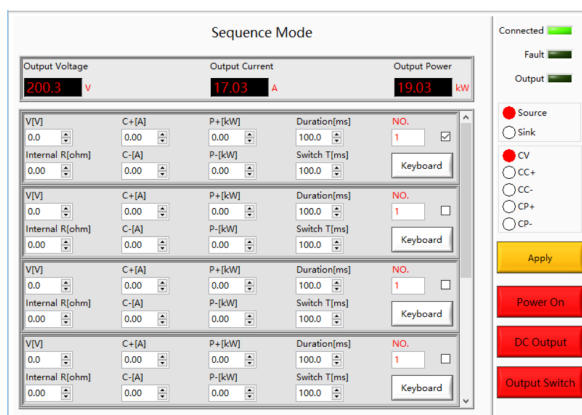 Sequence Mode
Output Voltage Output Current Output Power
200.3 V 17.03 A 19.03 kW
V[V] C+[A] P+[kW] Duration[ms] NO.
0.0 0.00 0.00 100.0 1
Internal R[ohm] C-[A] P-[kW] Switch T[ms]
0.00 0.00 0.00 100.0 Keyboard
V[V] C+[A] P+[kW] Duration[ms] NO.
0.0 0.00 0.00 100.0 1
Internal R[ohm] C-[A] P-[kW] Switch T[ms]
0.00 0.00 0.00 100.0 Keyboard
V[V] C+[A] P+[kW] Duration[ms] NO.
0.0 0.00 0.00 100.0 1
Internal R[ohm] C-[A] P-[kW] Switch T[ms]
0.00 0.00 0.00 100.0 Keyboard
V[V] C+[A] P+[kW] Duration[ms] NO.
0.0 0.00 0.00 100.0 1
Internal R[ohm] C-[A] P-[kW] Switch T[ms]
0.00 0.00 0.00 100.0 Keyboard
Connected
Fault
Output
Source
Sink
CV
CC+
CC-
CP+
CP-
Apply
Power On
DC Output
Output Switch